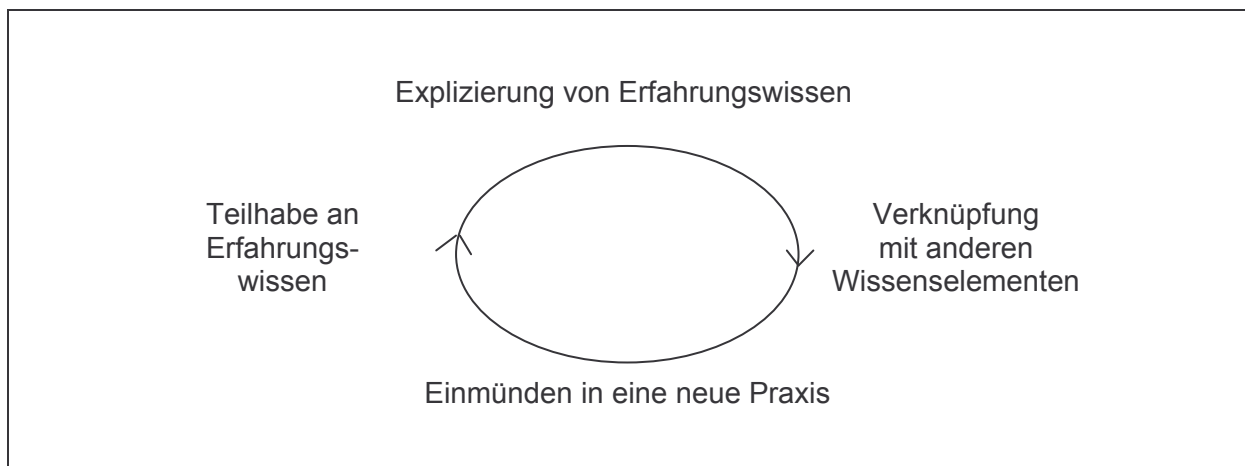 Explizierung von Erfahrungswissen
Teilhabe an
Erfahrungs-
wissen
Verknüpfung
mit anderen
Wissenselementen
Einmünden in eine neue Praxis